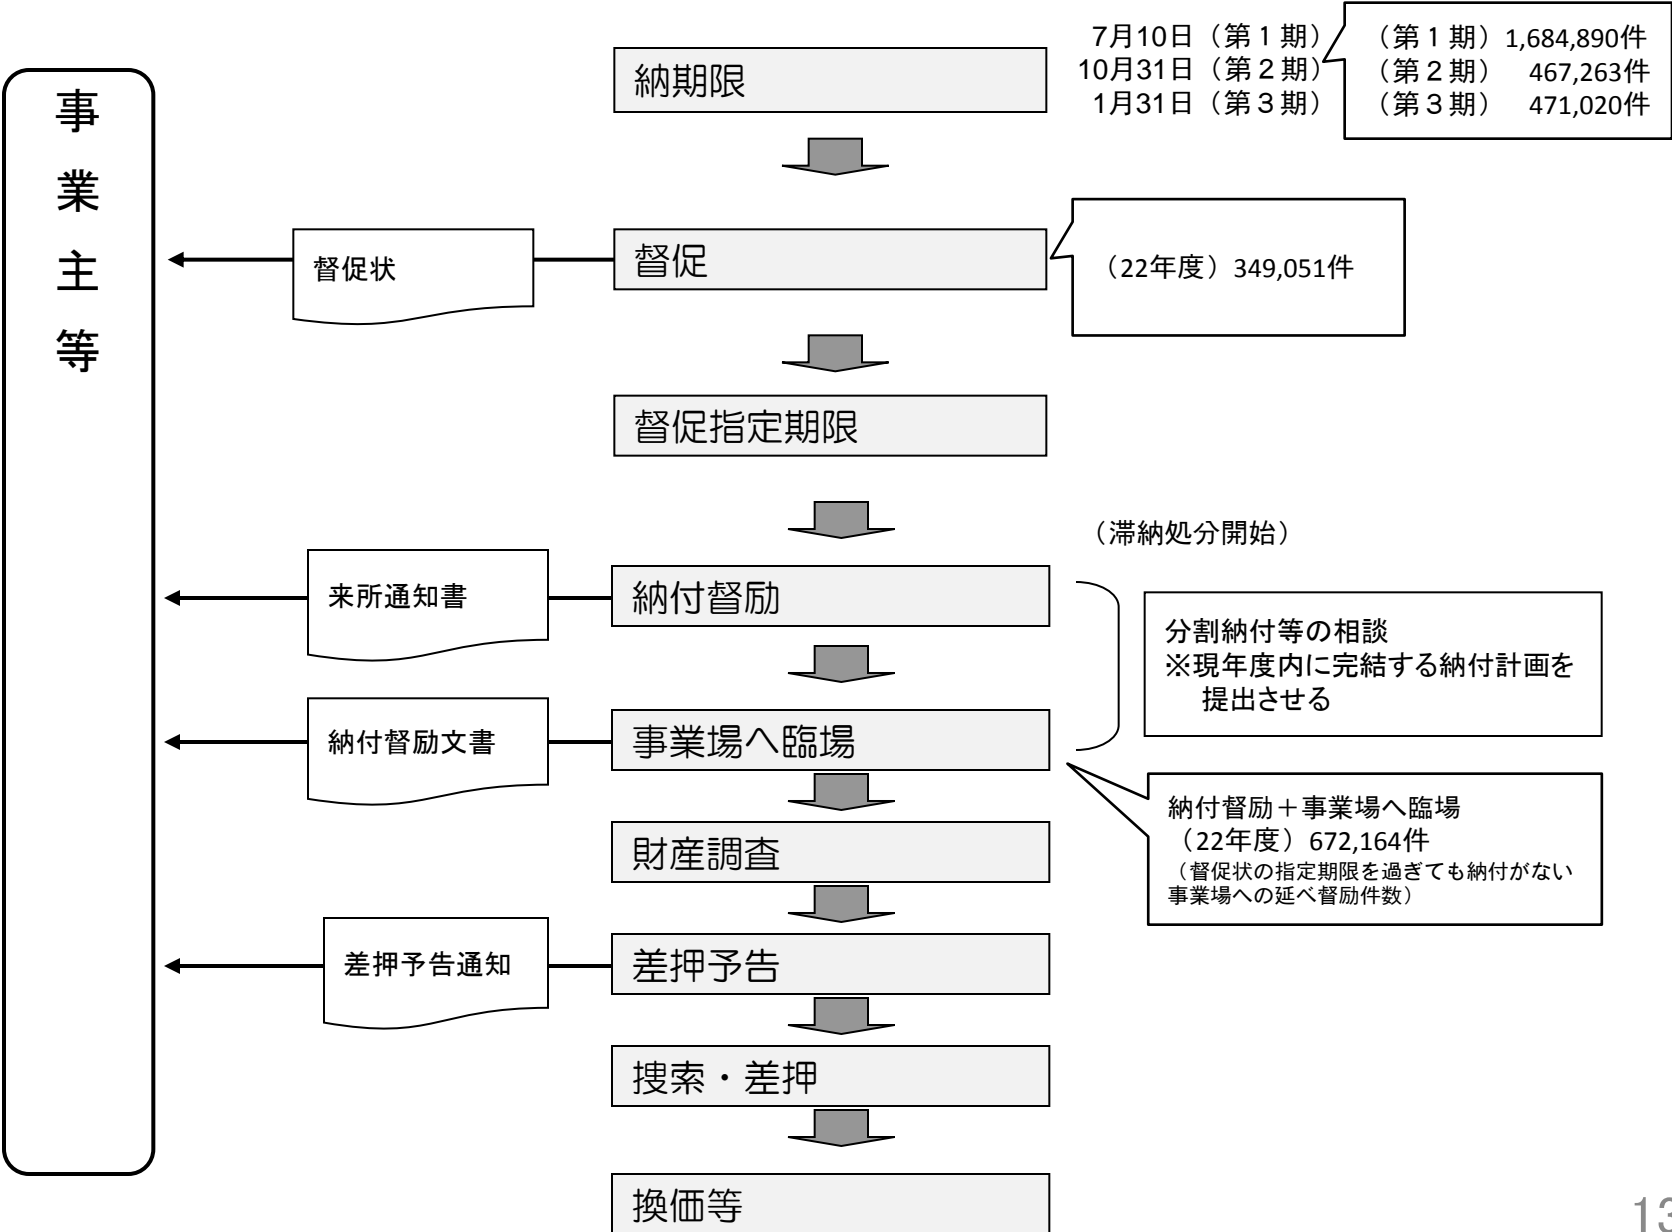 事業主等
納期限
7月10日（第１期）
10月31日（第２期）
1月31日（第３期）
（第１期）1,684,890件
（第２期） 467,263件
（第３期） 471,020件
督促状
督促
（22年度）349,051件
督促指定期限
（滞納処分開始）
来所通知書
納付督励
分割納付等の相談
※現年度内に完結する納付計画を
提出させる
納付督励文書
事業場へ臨場
納付督励＋事業場へ臨場
（22年度）672,164件
（督促状の指定期限を過ぎても納付がない
事業場への延べ督励件数）
財産調査
差押予告通知
差押予告
捜索・差押
換価等
13